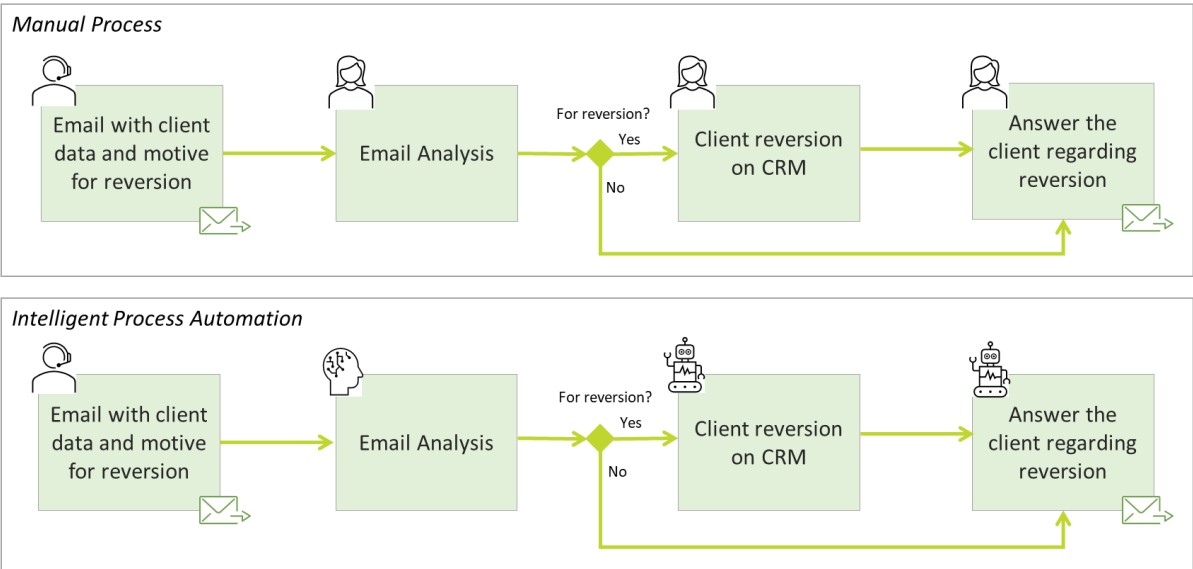 Manual Process
Email with client
data and motive
for reversion
Email Analysis
For reversion?
Yes
No
Client reversion
on CRM
Answer the
client regarding
reversion
Intelligent Process Automation
Email with client
data and motive
for reversion
Email Analysis
For reversion?
Yes
No
Client reversion
on CRM
Answer the
client regarding
reversion